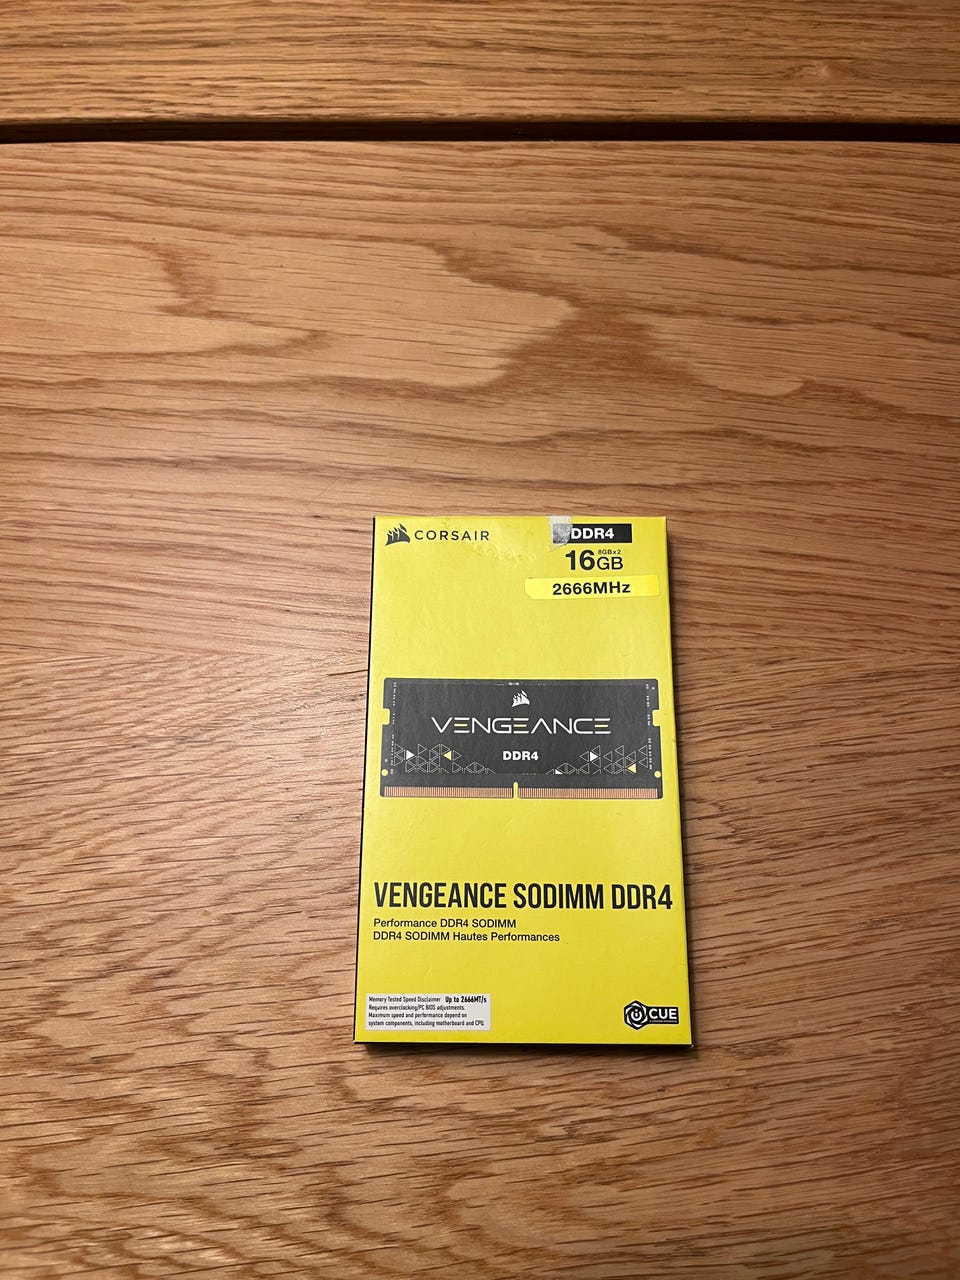 CORSAIR
DDR4
16GB 8GBx2
2666MHz
VENGEANCE
DDR4
VENGEANCE SODIMM DDR4
Performance DDR4 SODIMM
DDR4 SODIMM Hautes Performances
Memory Tested Speed Disclaimer Up to 2666MT/s
Requires overclocking/PC BIOS adjustments.
Maximum speed and performance depend on
system components, including motherboard and CPU.
CUE